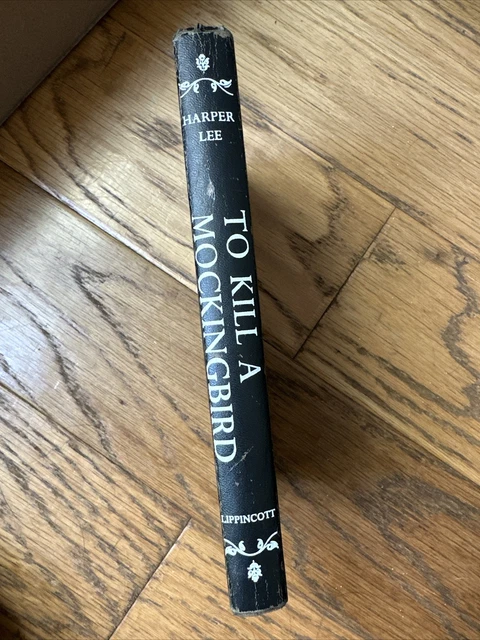 HARPER
LEE
TO KILL A
MOCKINGBIRD
LIPPINCOTT